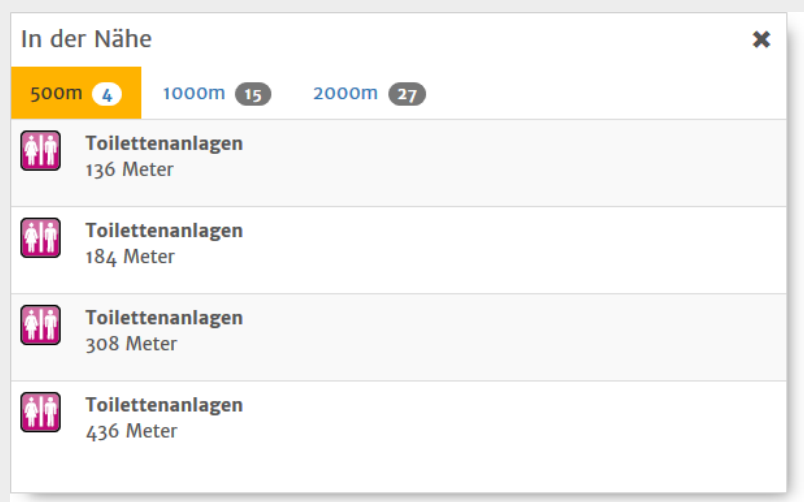 In der Nähe
500m 4 1000m 15 2000m 27
Toilettenanlagen
136 Meter
Toilettenanlagen
184 Meter
Toilettenanlagen
308 Meter
Toilettenanlagen
436 Meter